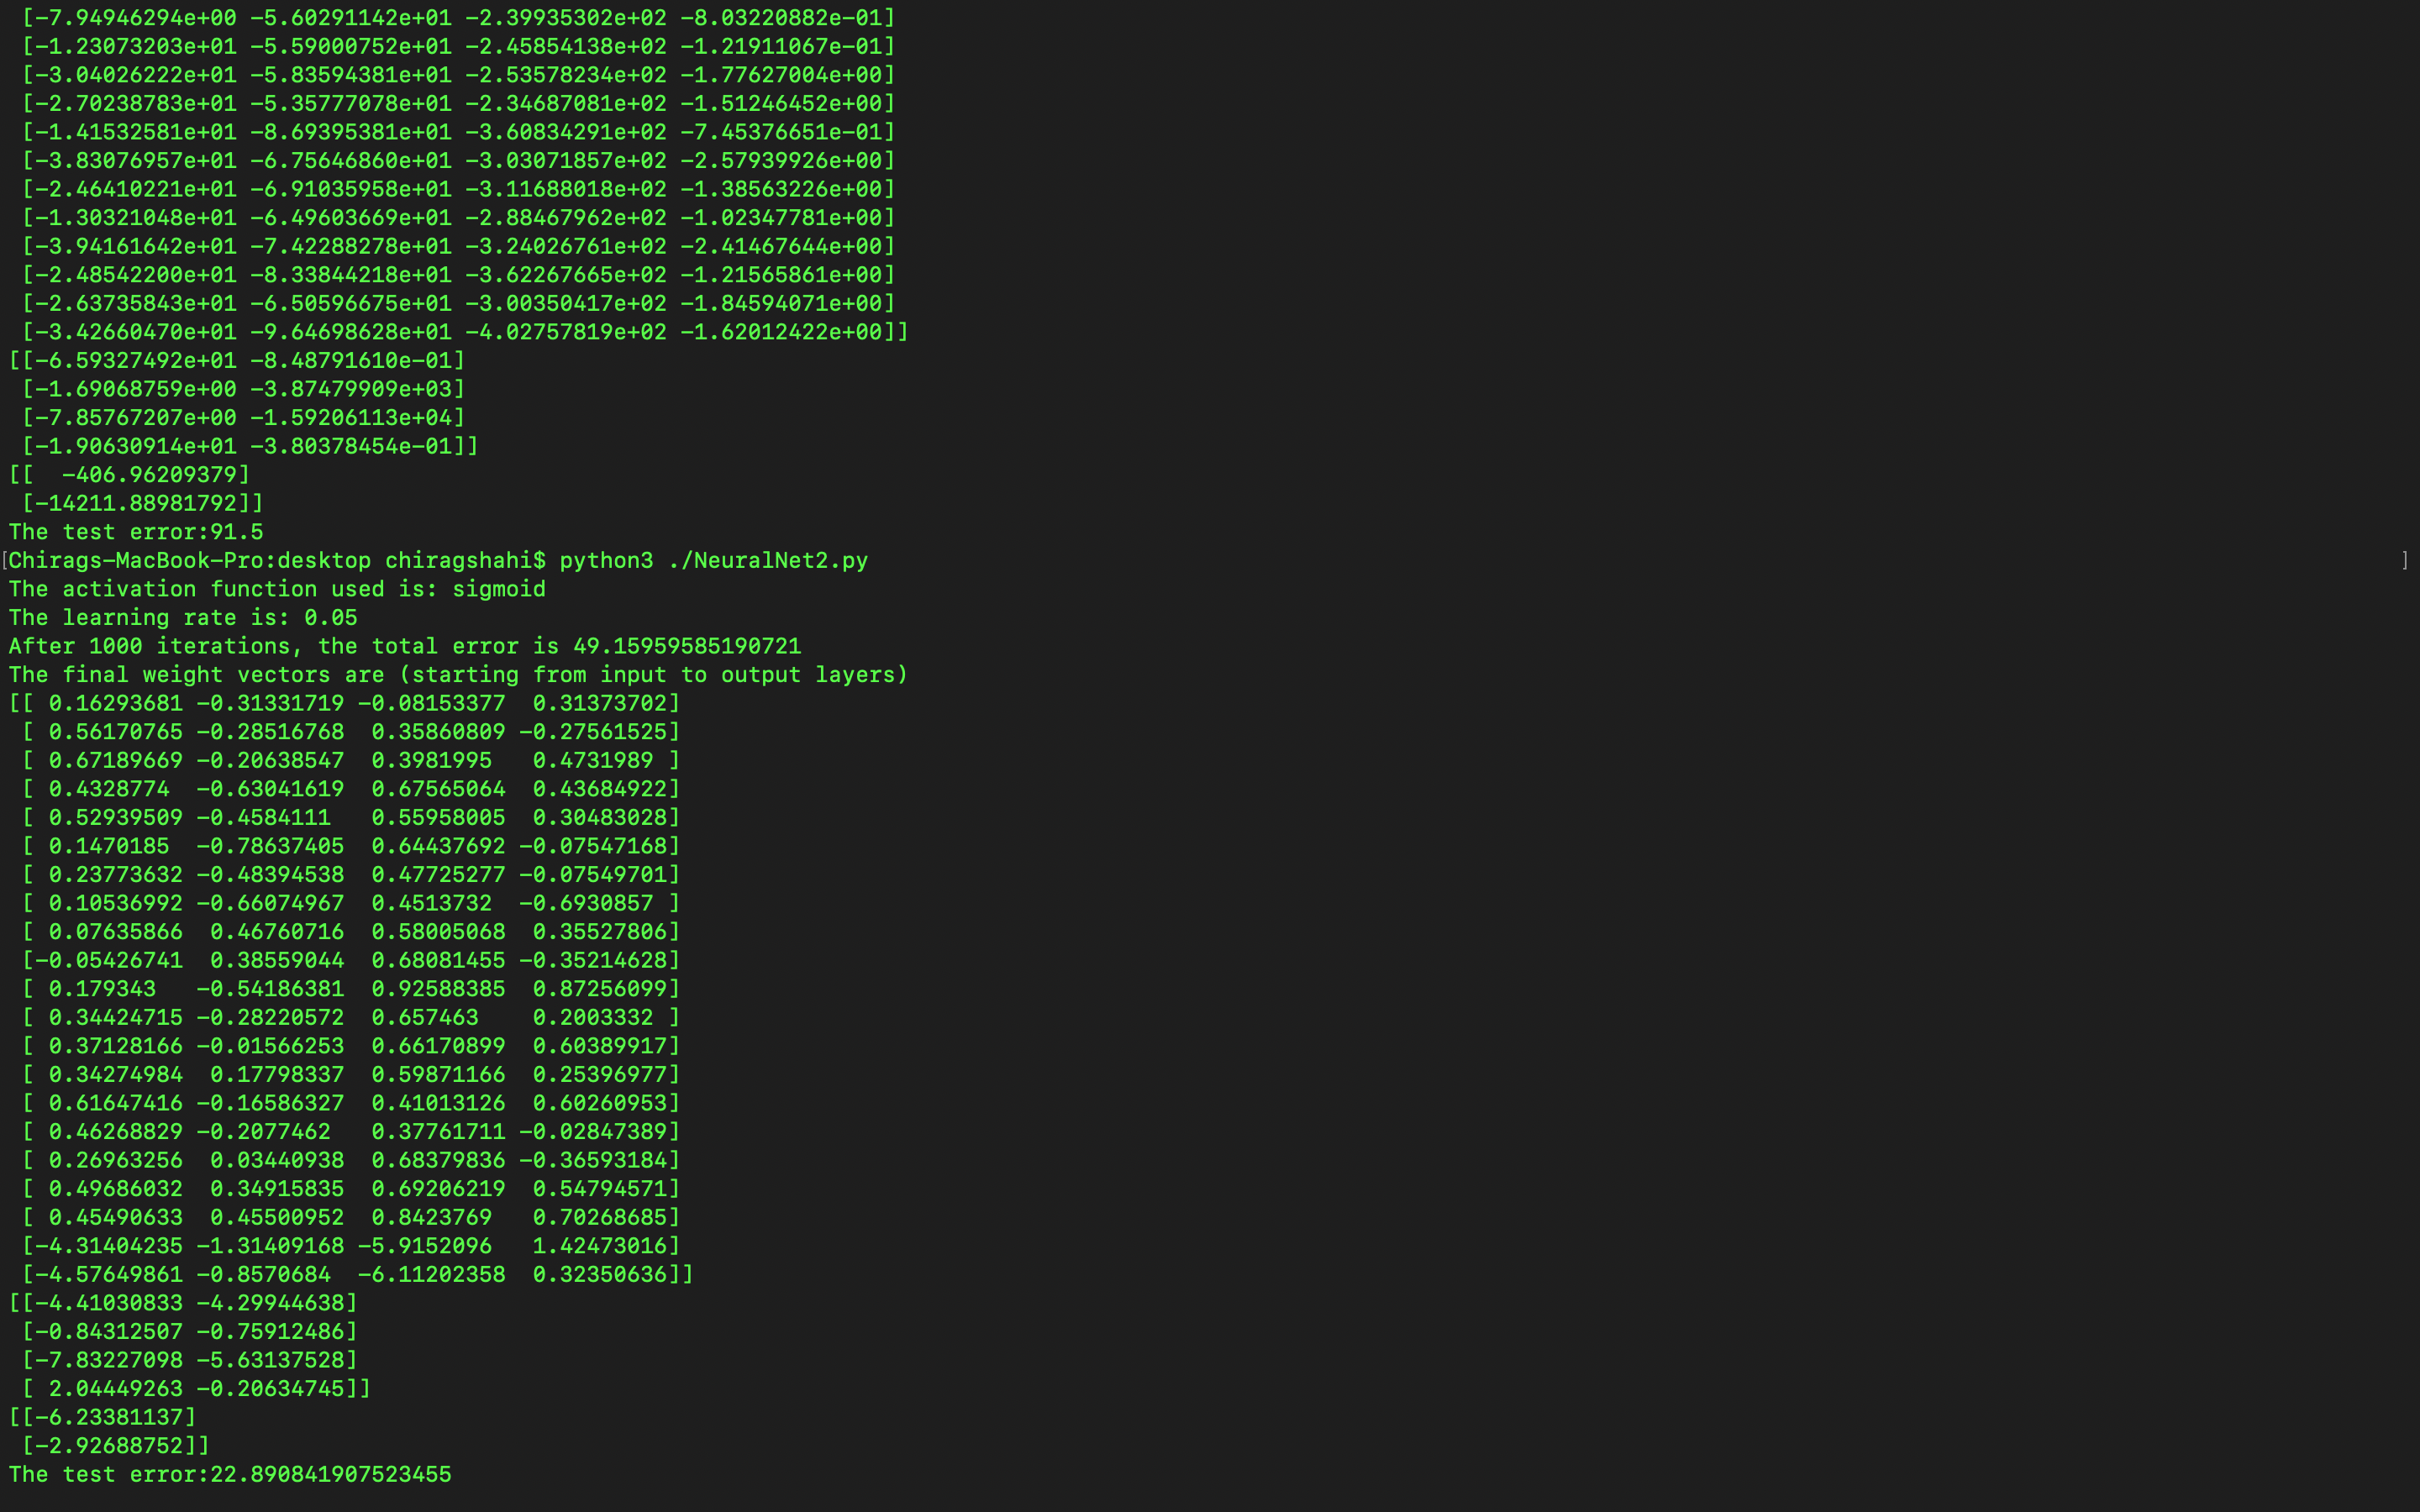 [-7.94946294e+00 -5.60291142e+01 -2.39935302e+02 -8.03220882e-01]
[-1.23073203e+01 -5.59000752e+01 -2.45854138e+02 -1.21911067e-01]
[-3.04026222e+01 -5.83594381e+01 -2.53578234e+02 -1.77627004e+00]
[-2.70238783e+01 -5.35777078e+01 -2.34687081e+02 -1.51246452e+00]
[-1.41532581e+01 -8.69395381e+01 -3.60834291e+02 -7.45376651e-01]
[-3.83076957e+01 -6.75646860e+01 -3.03071857e+02 -2.57939926e+00]
[-2.46410221e+01 -6.91035958e+01 -3.11688018e+02 -1.38563226e+00]
[-1.30321048e+01 -6.49603669e+01 -2.88467962e+02 -1.02347781e+00]
[-3.94161642e+01 -7.42288278e+01 -3.24026761e+02 -2.41467644e+00]
[-2.48542200e+01 -8.33844218e+01 -3.62267665e+02 -1.21565861e+00]
[-2.63735843e+01 -6.50596675e+01 -3.00350417e+02 -1.84594071e+00]
[-3.42660470e+01 -9.64698628e+01 -4.02757819e+02 -1.62012422e+00]]
[[-6.59327492e+01 -8.48791610e-01]
[-1.69068759e+00 -3.87479909e+03]
[-7.85767207e+00 -1.59206113e+04]
[-1.90630914e+01 -3.80378454e-01]]
[[  -406.96209379]
[-14211.88981792]]
The test error:91.5
[Chirags-MacBook-Pro:desktop chiragshahi$ python3 ./NeuralNet2.py ]
The activation function used is: sigmoid
The learning rate is: 0.05
After 1000 iterations, the total error is 49.15959585190721
The final weight vectors are (starting from input to output layers)
[[ 0.16293681 -0.31331719 -0.08153377  0.31373702]
[ 0.56170765 -0.28516768  0.35860809 -0.27561525]
[ 0.67189669 -0.20638547  0.3981995   0.4731989 ]
[ 0.4328774  -0.63041619  0.67565064  0.43684922]
[ 0.52939509 -0.4584111   0.55958005  0.30483028]
[ 0.1470185  -0.78637405  0.64437692 -0.07547168]
[ 0.23773632 -0.48394538  0.47725277 -0.07549701]
[ 0.10536992 -0.66074967  0.4513732  -0.6930857 ]
[ 0.07635866  0.46760716  0.58005068  0.35527806]
[-0.05426741  0.38559044  0.68081455 -0.35214628]
[ 0.179343   -0.54186381  0.92588385  0.87256099]
[ 0.34424715 -0.28220572  0.657463    0.2003332 ]
[ 0.37128166 -0.01566253  0.66170899  0.60389917]
[ 0.34274984  0.17798337  0.59871166  0.25396977]
[ 0.61647416 -0.16586327  0.41013126  0.60260953]
[ 0.46268829 -0.2077462   0.37761711 -0.02847389]
[ 0.26963256  0.03440938  0.68379836 -0.36593184]
[ 0.49686032  0.34915835  0.69206219  0.54794571]
[ 0.45490633  0.45500952  0.8423769   0.70268685]
[-4.31404235 -1.31409168 -5.9152096   1.42473016]
[-4.57649861 -0.8570684  -6.11202358  0.32350636]]
[[-4.41030833 -4.29944638]
[-0.84312507 -0.75912486]
[-7.83227098 -5.63137528]
[ 2.04449263 -0.20634745]]
[[-6.23381137]
[-2.92688752]]
The test error:22.890841907523455